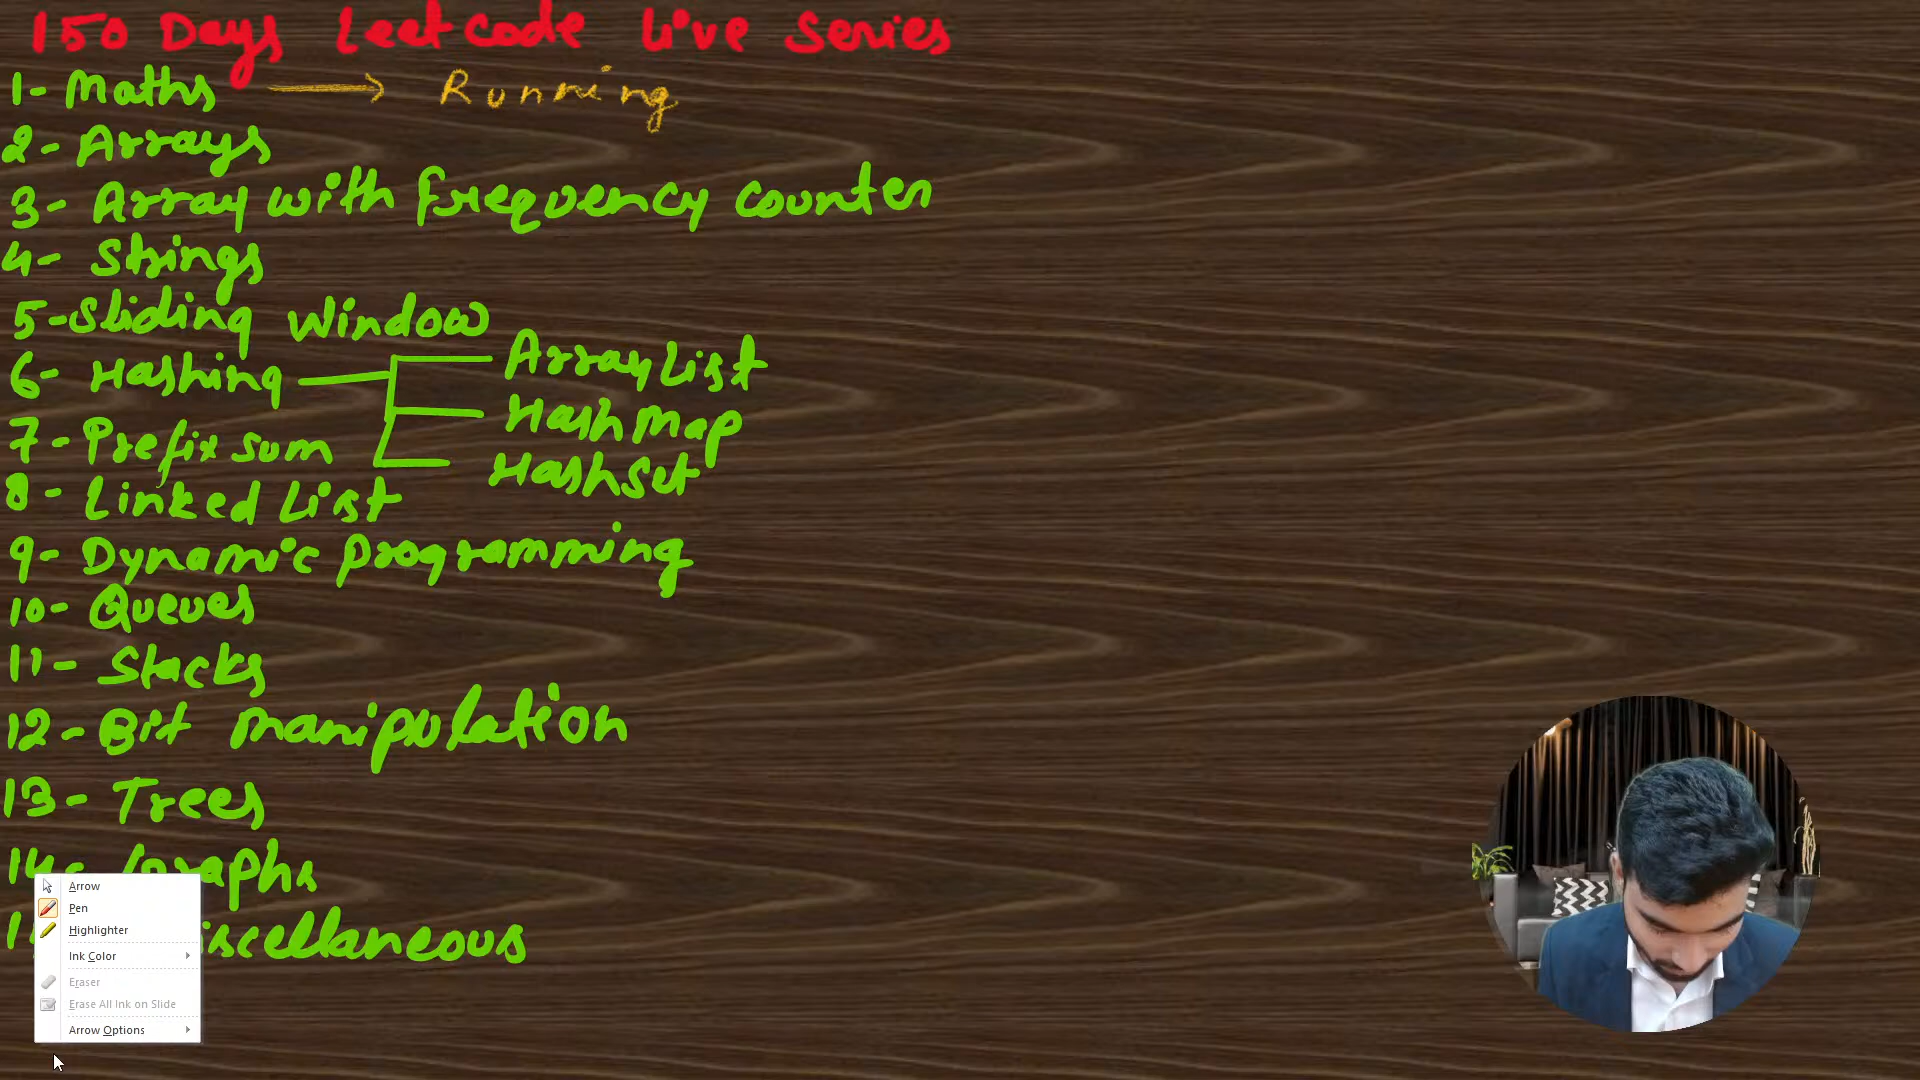 150 Days Leetcode Live Series
1- Maths → Running
2- Arrays
3- Array with frequency counter
4- Strings
5- Sliding Window
6- Hashing
ArrayList
HashMap
HashSet
7- Prefix sum
8- Linked List
9- Dynamic programming
10- Queues
11- Stacks
12- Bit manipulation
13- Trees
14- Graphs
iscellaneous
Arrow
Pen
Highlighter
Ink Color
Eraser
Erase All Ink on Slide
Arrow Options